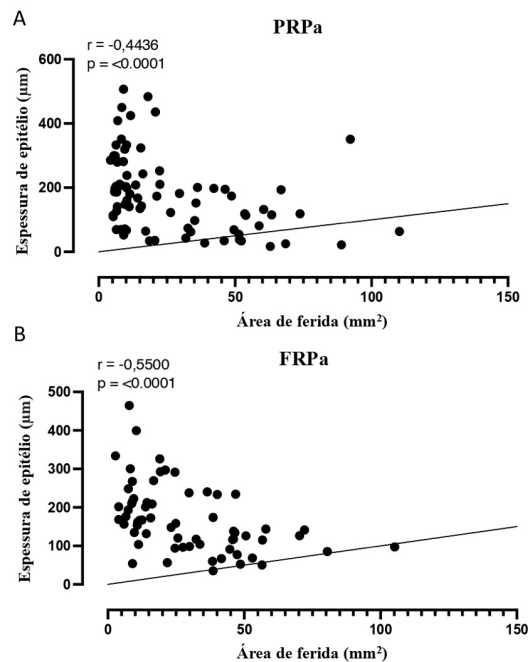 A
PRPa
r = -0,4436
p = <0.0001
Espessura de epitélio (µm)
600
400
200
0
0 50 100 150
Área de ferida (mm²)
B
FRPa
r = -0,5500
p = <0.0001
Espessura de epitélio (µm)
500
400
300
200
100
0
0 50 100 150
Área de ferida (mm²)